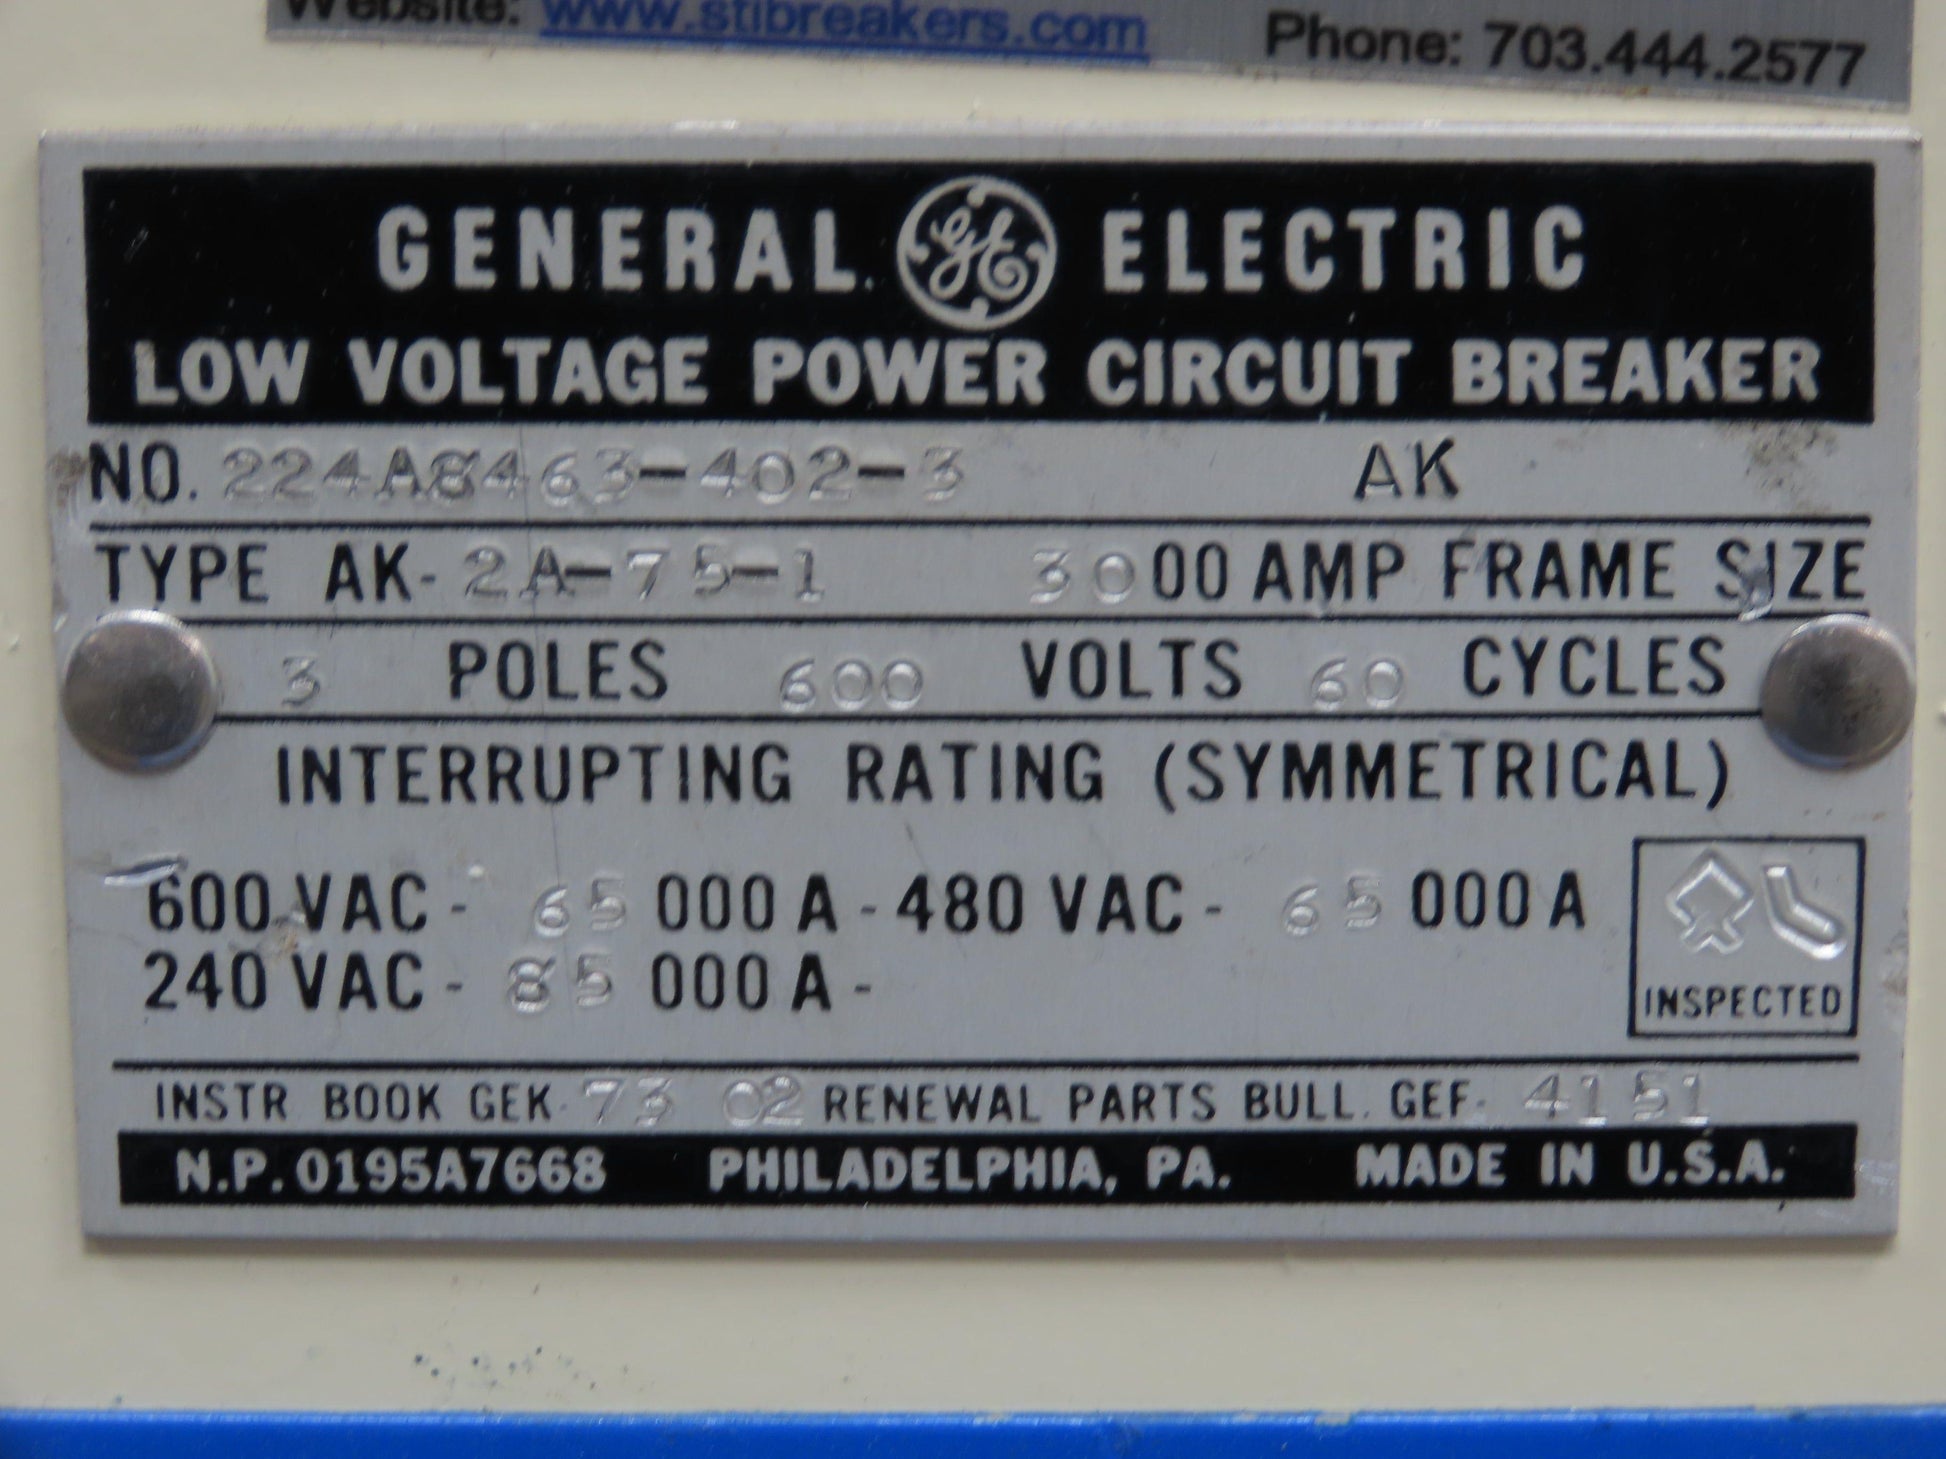 Website: www.stibreakers.com Phone: 703.444.2577
GENERAL GE ELECTRIC
LOW VOLTAGE POWER CIRCUIT BREAKER
NO. 224A8463-402-3 AK
TYPE AK-2A-75-1 3000 AMP FRAME SIZE
3 POLES 600 VOLTS 60 CYCLES
INTERRUPTING RATING (SYMMETRICAL)
600 VAC - 65 000 A - 480 VAC - 65 000 A
240 VAC - 85 000 A -
INSPECTED
INSTR BOOK GEK- 73 02 RENEWAL PARTS BULL. GEF- 4151
N.P. 0195A7668 PHILADELPHIA, PA. MADE IN U.S.A.